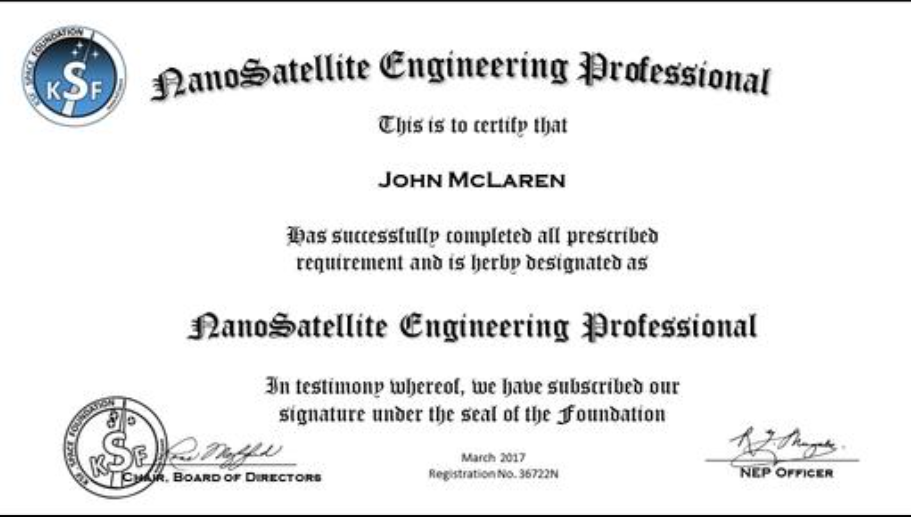 KSF SPACE FOUNDATION
KSF
NanoSatellite Engineering Professional
This is to certify that
JOHN MCLAREN
Has successfully completed all prescribed
requirement and is herby designated as
NanoSatellite Engineering Professional
In testimony whereof, we have subscribed our
signature under the seal of the Foundation
KSF SPACE FOUNDATION
KSF
CHAIR, BOARD OF DIRECTORS
March 2017
Registration No. 36722N
NEP OFFICER